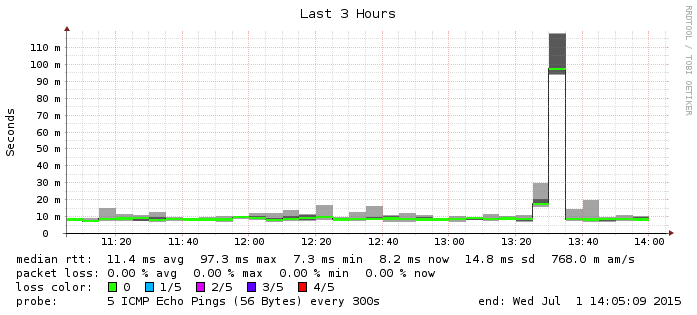 Last 3 Hours
RRDTOOL / TOBI OETIKER
Seconds
110 m
100 m
90 m
80 m
70 m
60 m
50 m
40 m
30 m
20 m
10 m
0
11:20 11:40 12:00 12:20 12:40 13:00 13:20 13:40 14:00
median rtt: 11.4 ms avg 97.3 ms max 7.3 ms min 8.2 ms now 14.8 ms sd 768.0 m am/s
packet loss: 0.00 % avg 0.00 % max 0.00 % min 0.00 % now
loss color: 0 1/5 2/5 3/5 4/5
probe: 5 ICMP Echo Pings (56 Bytes) every 300s end: Wed Jul 1 14:05:09 2015